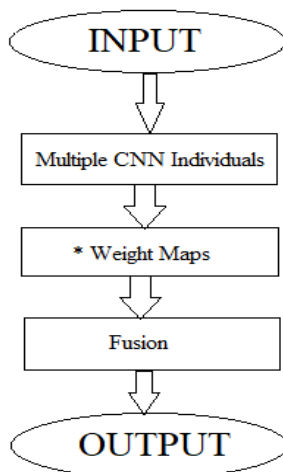 INPUT
Multiple CNN Individuals
* Weight Maps
Fusion
OUTPUT